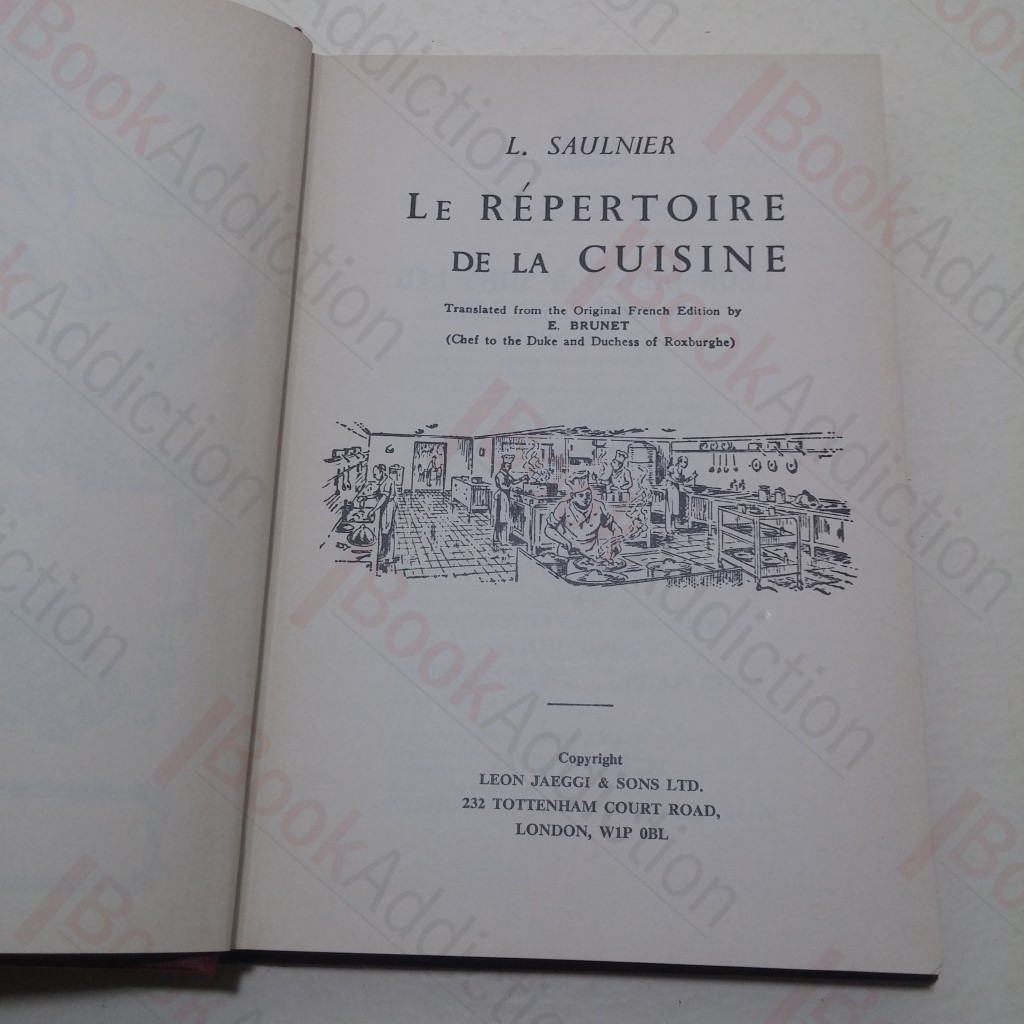 L. SAULNIER
LE RÉPERTOIRE
DE LA CUISINE
Translated from the Original French Edition by
E. BRUNET
(Chef to the Duke and Duchess of Roxburghe)
Copyright
LEON JAEGGI & SONS LTD.
232 TOTTENHAM COURT ROAD,
LONDON, W1P 0BL
BookAddiction